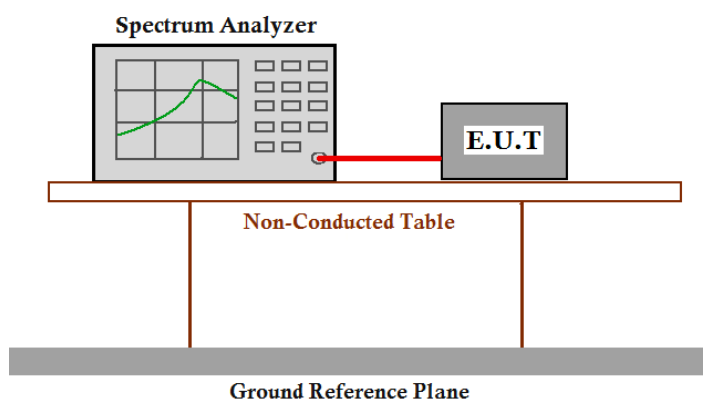 Spectrum Analyzer
E.U.T
Non-Conducted Table
Ground Reference Plane